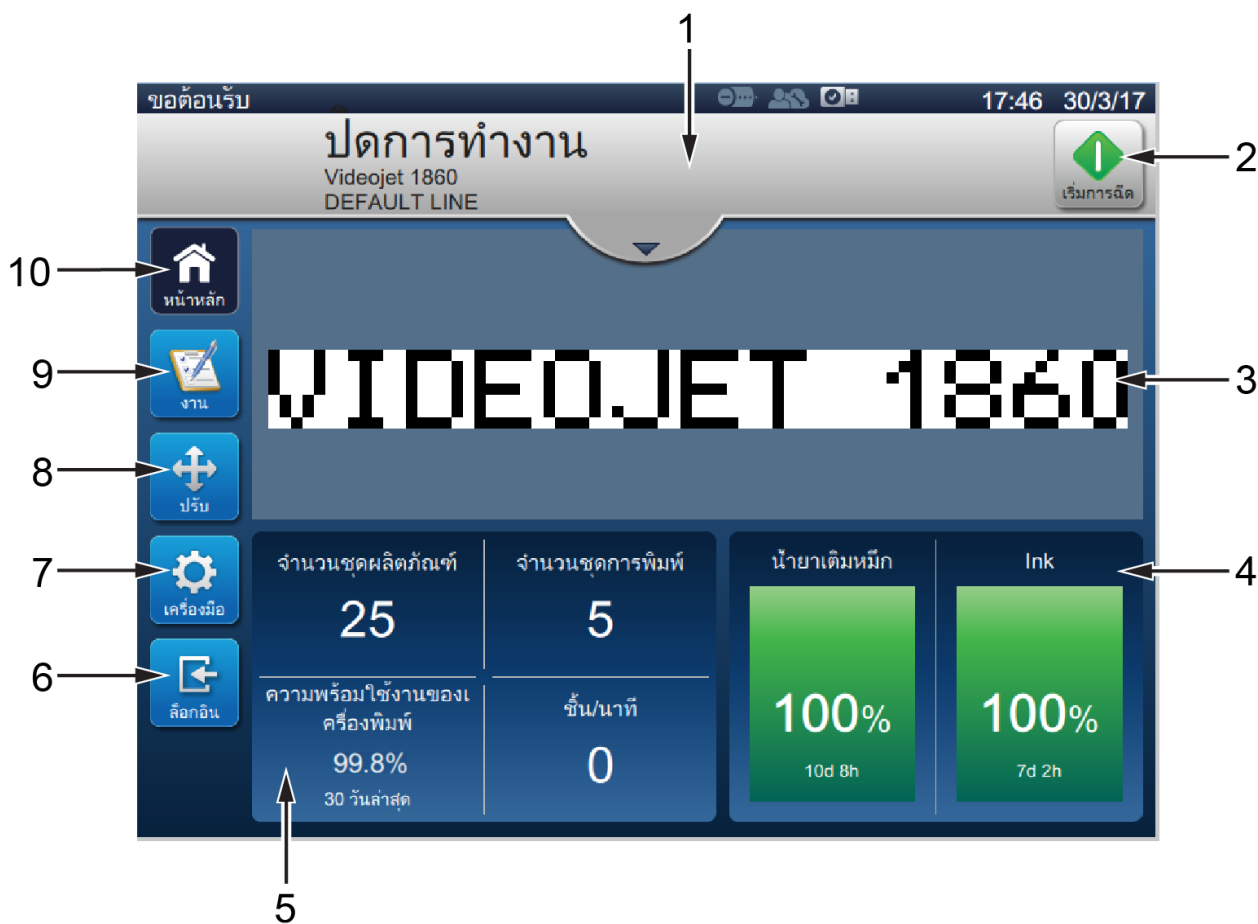 1
ขอต้อนรับ 17:46 30/3/17
ปิดการทำงาน
Videojet 1860
DEFAULT LINE
เริ่มการฉีด
2
10
หน้าหลัก
9
งาน
VIDEOJET 1860
3
8
ปรับ
7
เครื่องมือ
จำนวนชุดผลิตภัณฑ์
25
จำนวนชุดการพิมพ์
5
น้ำยาเติมหมึก
100%
10d 8h
Ink
100%
7d 2h
4
6
ล็อกอิน
ความพร้อมใช้งานของเ
ครื่องพิมพ์
99.8%
30 วันล่าสุด
ชิ้น/นาที
0
5